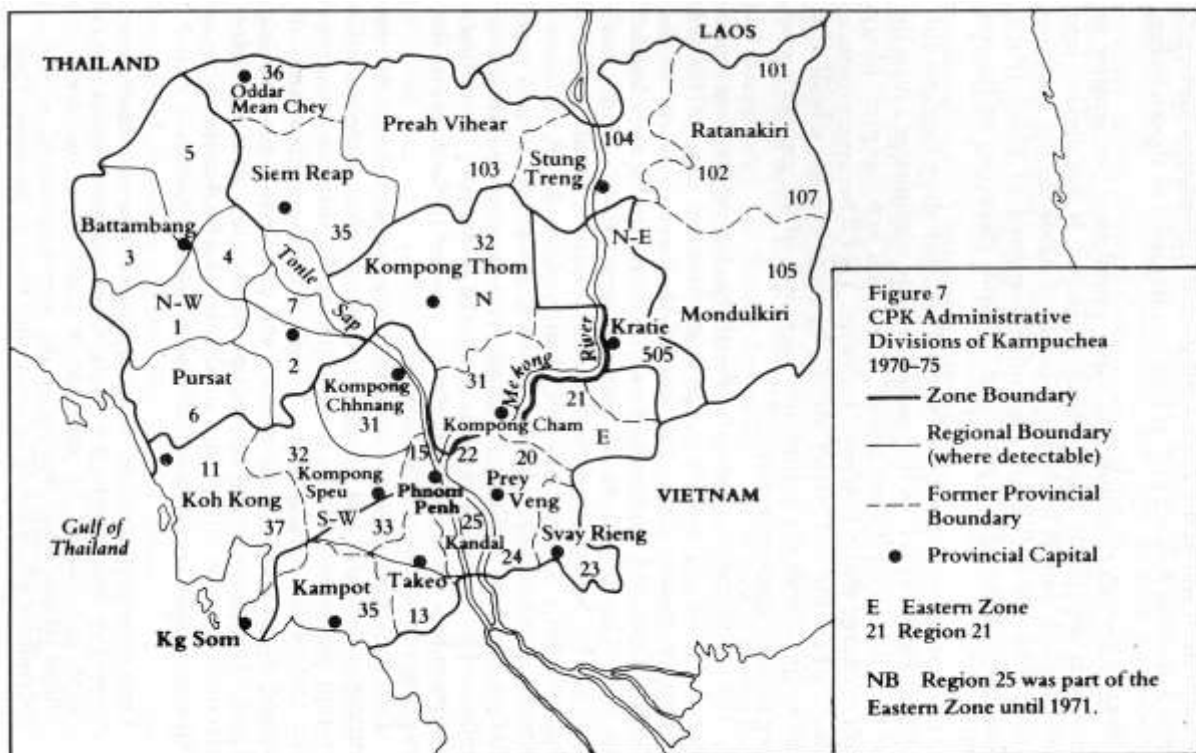 LAOS
THAILAND
36
Oddar
Mean Chey
101
Preah Vihear
104
Ratanakiri
5
Stung
Treng
103
102
Siem Reap
107
Battambang
35
32
N-E
3
4
Tonle
Sap
Kompong Thom
105
N-W
7
N
Mondulkiri
1
Kratie
505
2
Mekong
River
Pursat
Kompong
Chhnang
31
31
21
6
Kompong Cham
E
32
15
22
20
11
Kompong
Speu
Prey
Veng
Koh Kong
Phnom
Penh
VIETNAM
S-W
Gulf of
Thailand
37
33
25
Kandal
24
Svay Rieng
23
Takeo
Kampot
35
13
Kg Som
Figure 7
CPK Administrative
Divisions of Kampuchea
1970–75
Zone Boundary
Regional Boundary
(where detectable)
Former Provincial
Boundary
Provincial Capital
E Eastern Zone
21 Region 21
NB Region 25 was part of the
Eastern Zone until 1971.